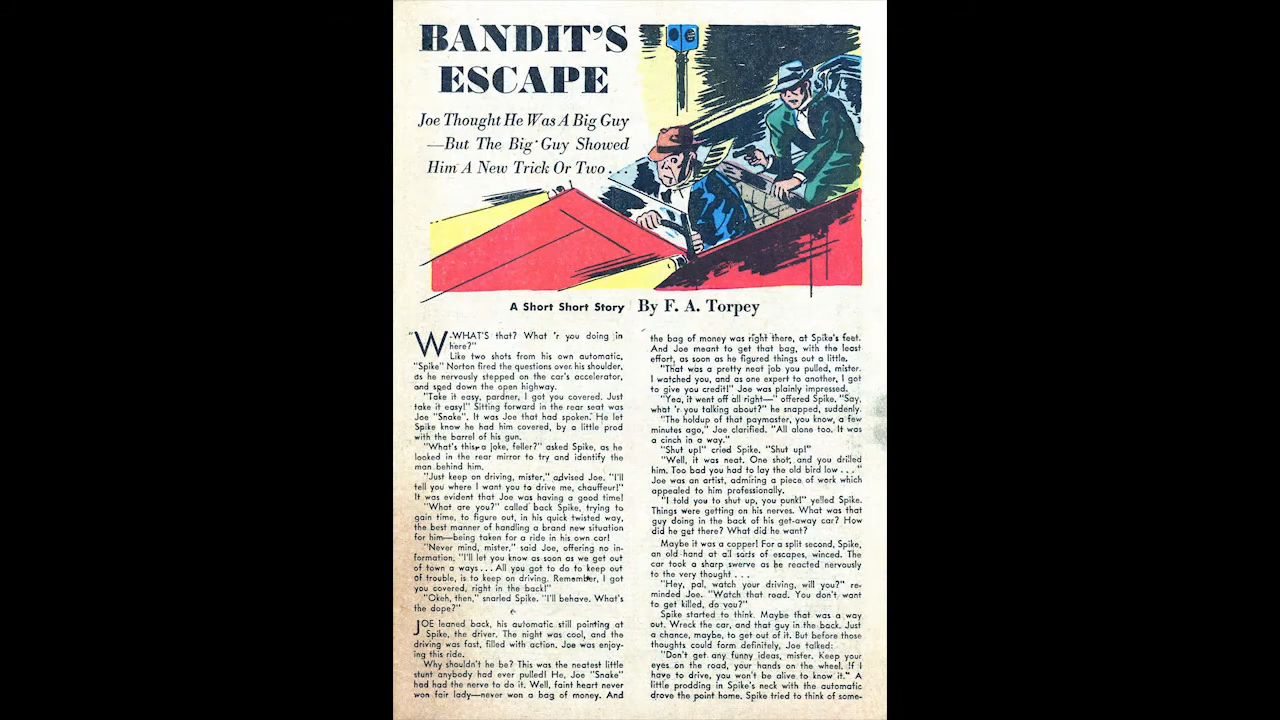 BANDIT'S
ESCAPE
Joe Thought He Was A Big Guy
—But The Big Guy Showed
Him A New Trick Or Two...
A Short Short Story By F. A. Torpey
"W-WHAT'S that? What 'r you doing in
here?"
Like two shots from his own automatic,
"Spike" Norton fired the questions over his shoulder,
as he nervously stepped on the car's accelerator,
and sped down the open highway.
"Take it easy, pardner, I got you covered. Just
take it easy!" Sitting forward in the rear seat was
Joe "Snake". It was Joe that had spoken. He let
Spike know he had him covered, by a little prod
with the barrel of his gun.
"What's this, a joke, feller?" asked Spike, as he
looked in the rear mirror to try and identify the
man behind him.
"Just keep on driving, mister," advised Joe. "I'll
tell you where I want you to drive me, chauffeur!"
It was evident that Joe was having a good time!
"What are you?" called back Spike, trying to
gain time, to figure out, in his quick twisted way,
the best manner of handling a brand new situation
for him—being taken for a ride in his own car!
"Never mind, mister," said Joe, offering no in-
formation. "I'll let you know as soon as we get out
of town a ways... All you got to do to keep out
of trouble, is to keep on driving. Remember, I got
you covered, right in the back!"
"Okeh, then," snarled Spike. "I'll behave. What's
the dope?"
JOE leaned back, his automatic still pointing at
Spike, the driver. The night was cool, and the
driving was fast, filled with action. Joe was enjoy-
ing this ride.
Why shouldn't he be? This was the neatest little
stunt anybody had ever pulled! He, Joe "Snake"
had had the nerve to do it. Well, faint heart never
won fair lady—never won a bag of money. And
the bag of money was right there, at Spike's feet.
And Joe meant to get that bag, with the least
effort, as soon as he figured things out a little.
"That was a pretty neat job you pulled, mister.
I watched you, and as one expert to another, I got
to give you credit!" Joe was plainly impressed.
"Yea, it went off all right—" offered Spike. "Say,
what 'r you talking about?" he snapped, suddenly.
"The holdup of that paymaster, you know, a few
minutes ago," Joe clarified. "All alone too. It was
a cinch in a way."
"Shut up!" cried Spike. "Shut up!"
"Well, it was neat. One shot, and you drilled
him. Too bad you had to lay the old bird low . . ."
Joe was an artist, admiring a piece of work which
appealed to him professionally.
"I told you to shut up, you punk!" yelled Spike.
Things were getting on his nerves. What was that
guy doing in the back of his get-away car? How
did he get there? What did he want?
Maybe it was a copper! For a split second, Spike,
an old hand at all sorts of escapes, winced. The
car took a sharp swerve as he reacted nervously
to the very thought . . .
"Hey, pal, watch your driving, will you?" re-
minded Joe. "Watch that road. You don't want
to get killed, do you?"
Spike started to think. Maybe that was a way
out. Wreck the car, and that guy in the back. Just
a chance, maybe, to get out of it. But before those
thoughts could form definitely, Joe talked:
"Don't get any funny ideas, mister. Keep your
eyes on the road, your hands on the wheel. If I
have to drive, you won't be alive to know it." A
little prodding in Spike's neck with the automatic
drove the point home. Spike tried to think of some-